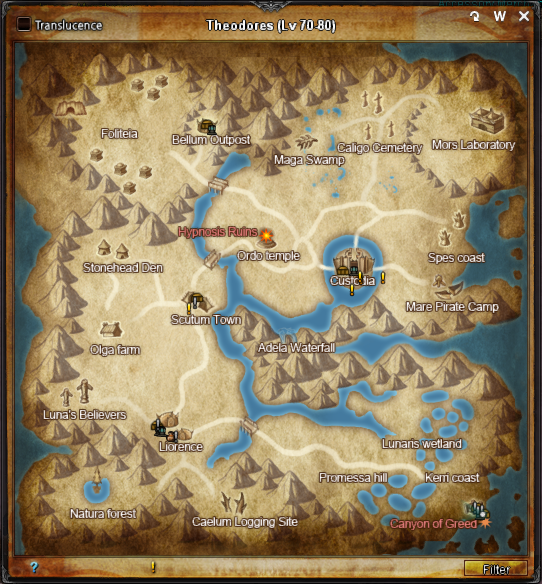 Translucence
Theodores (Lv 70-80)
W
Foliteia
Bellum Outpost
Maga Swamp
Caligo Cemetery
Mors Laboratory
Hypnosis Ruins
Ordo temple
Stonehead Den
Custodia
Spes coast
Mare Pirate Camp
Scutum Town
Olga farm
Adela Waterfall
Luna's Believers
Liorence
Lunaris wetland
Promessa hill
Kerri coast
Natura forest
Caelum Logging Site
Canyon of Greed
?
!
Filter